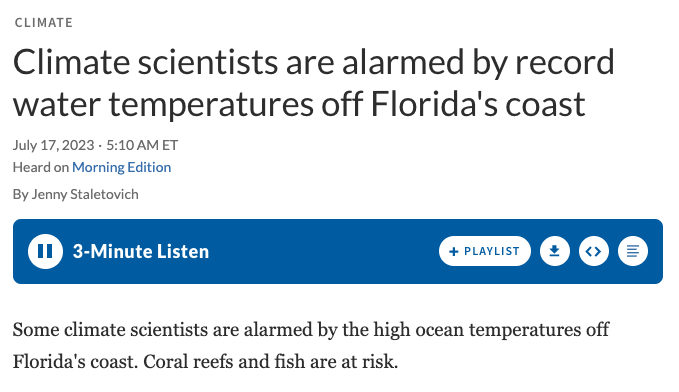 CLIMATE
Climate scientists are alarmed by record
water temperatures off Florida's coast
July 17, 2023 · 5:10 AM ET
Heard on Morning Edition
By Jenny Staletovich
3-Minute Listen
+ PLAYLIST
Some climate scientists are alarmed by the high ocean temperatures off
Florida's coast. Coral reefs and fish are at risk.